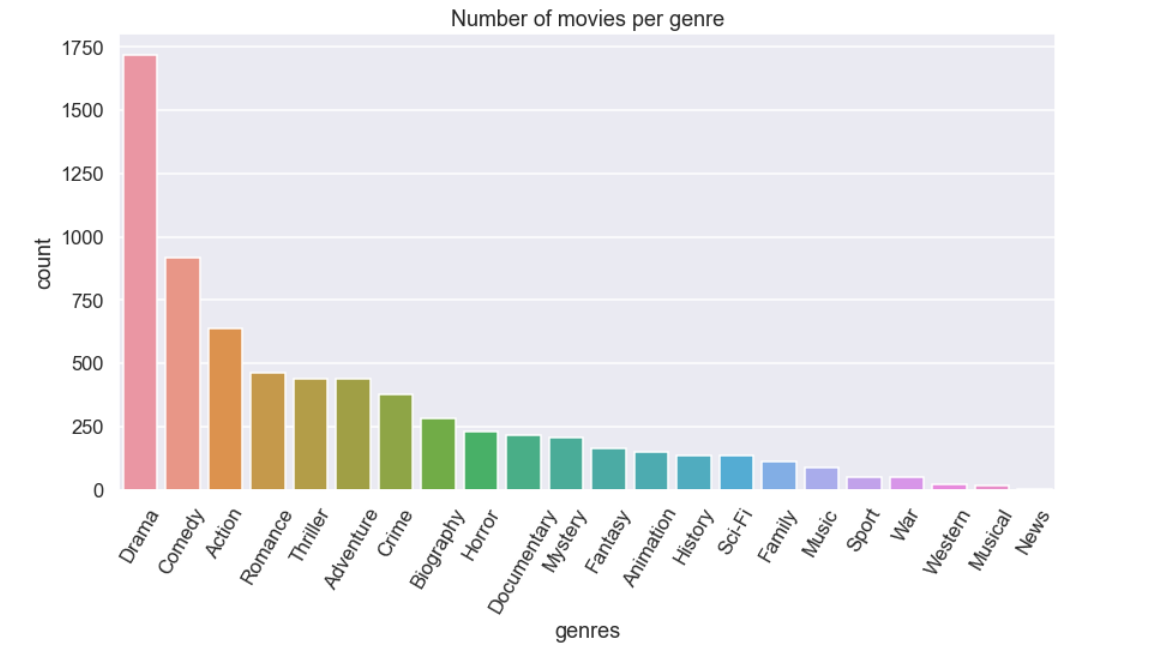 Number of movies per genre
1750
1500
1250
1000
750
500
250
0
count
Drama
Comedy
Action
Romance
Thriller
Adventure
Crime
Biography
Horror
Documentary
Mystery
Fantasy
Animation
History
Sci-Fi
Family
Music
Sport
War
Western
Musical
News
genres